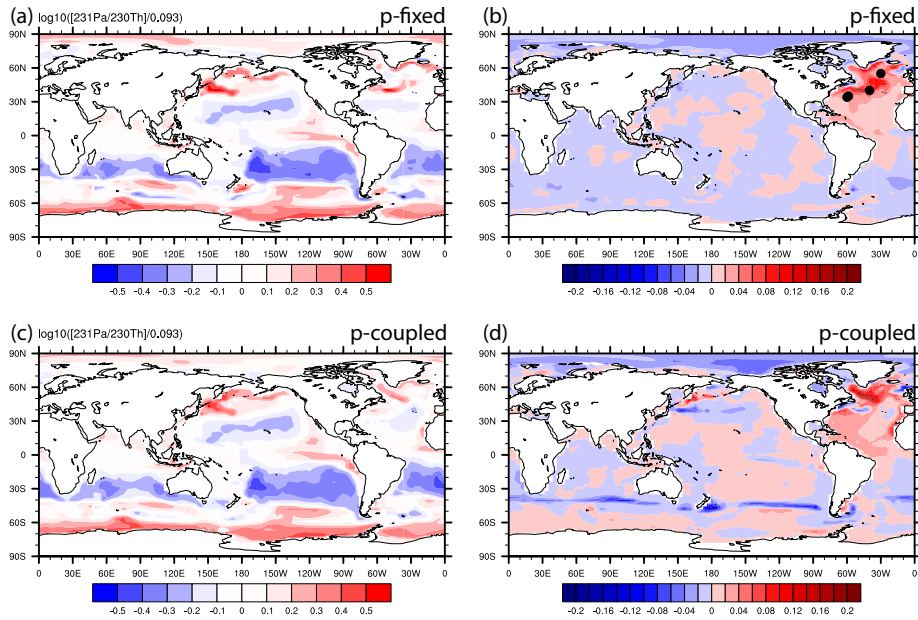 (a) log10([231Pa/230Th]/0.093) p-fixed
90N
60N
30N
0
30S
60S
90S
0 30E 60E 90E 120E 150E 180 150W 120W 90W 60W 30W 0
-0.5 -0.4 -0.3 -0.2 -0.1 0 0.1 0.2 0.3 0.4 0.5
(b) p-fixed
90N
60N
30N
0
30S
60S
90S
0 30E 60E 90E 120E 150E 180 150W 120W 90W 60W 30W 0
-0.2 -0.16 -0.12 -0.08 -0.04 0 0.04 0.08 0.12 0.16 0.2
(c) log10([231Pa/230Th]/0.093) p-coupled
90N
60N
30N
0
30S
60S
90S
0 30E 60E 90E 120E 150E 180 150W 120W 90W 60W 30W 0
-0.5 -0.4 -0.3 -0.2 -0.1 0 0.1 0.2 0.3 0.4 0.5
(d) p-coupled
90N
60N
30N
0
30S
60S
90S
0 30E 60E 90E 120E 150E 180 150W 120W 90W 60W 30W 0
-0.2 -0.16 -0.12 -0.08 -0.04 0 0.04 0.08 0.12 0.16 0.2